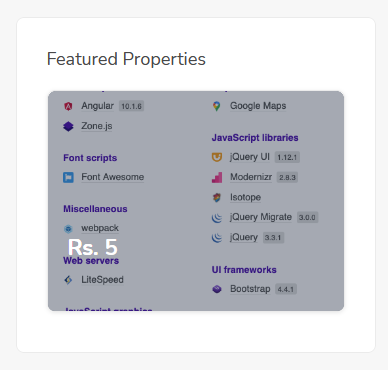 Featured Properties
Angular 10.1.6
Zone.js
Font scripts
Font Awesome
Miscellaneous
webpack
Rs. 5
Web servers
LiteSpeed
JavaScript graphics
Google Maps
JavaScript libraries
jQuery UI 1.12.1
Modernizr 2.8.3
Isotope
jQuery Migrate 3.0.0
jQuery 3.3.1
UI frameworks
Bootstrap 4.4.1